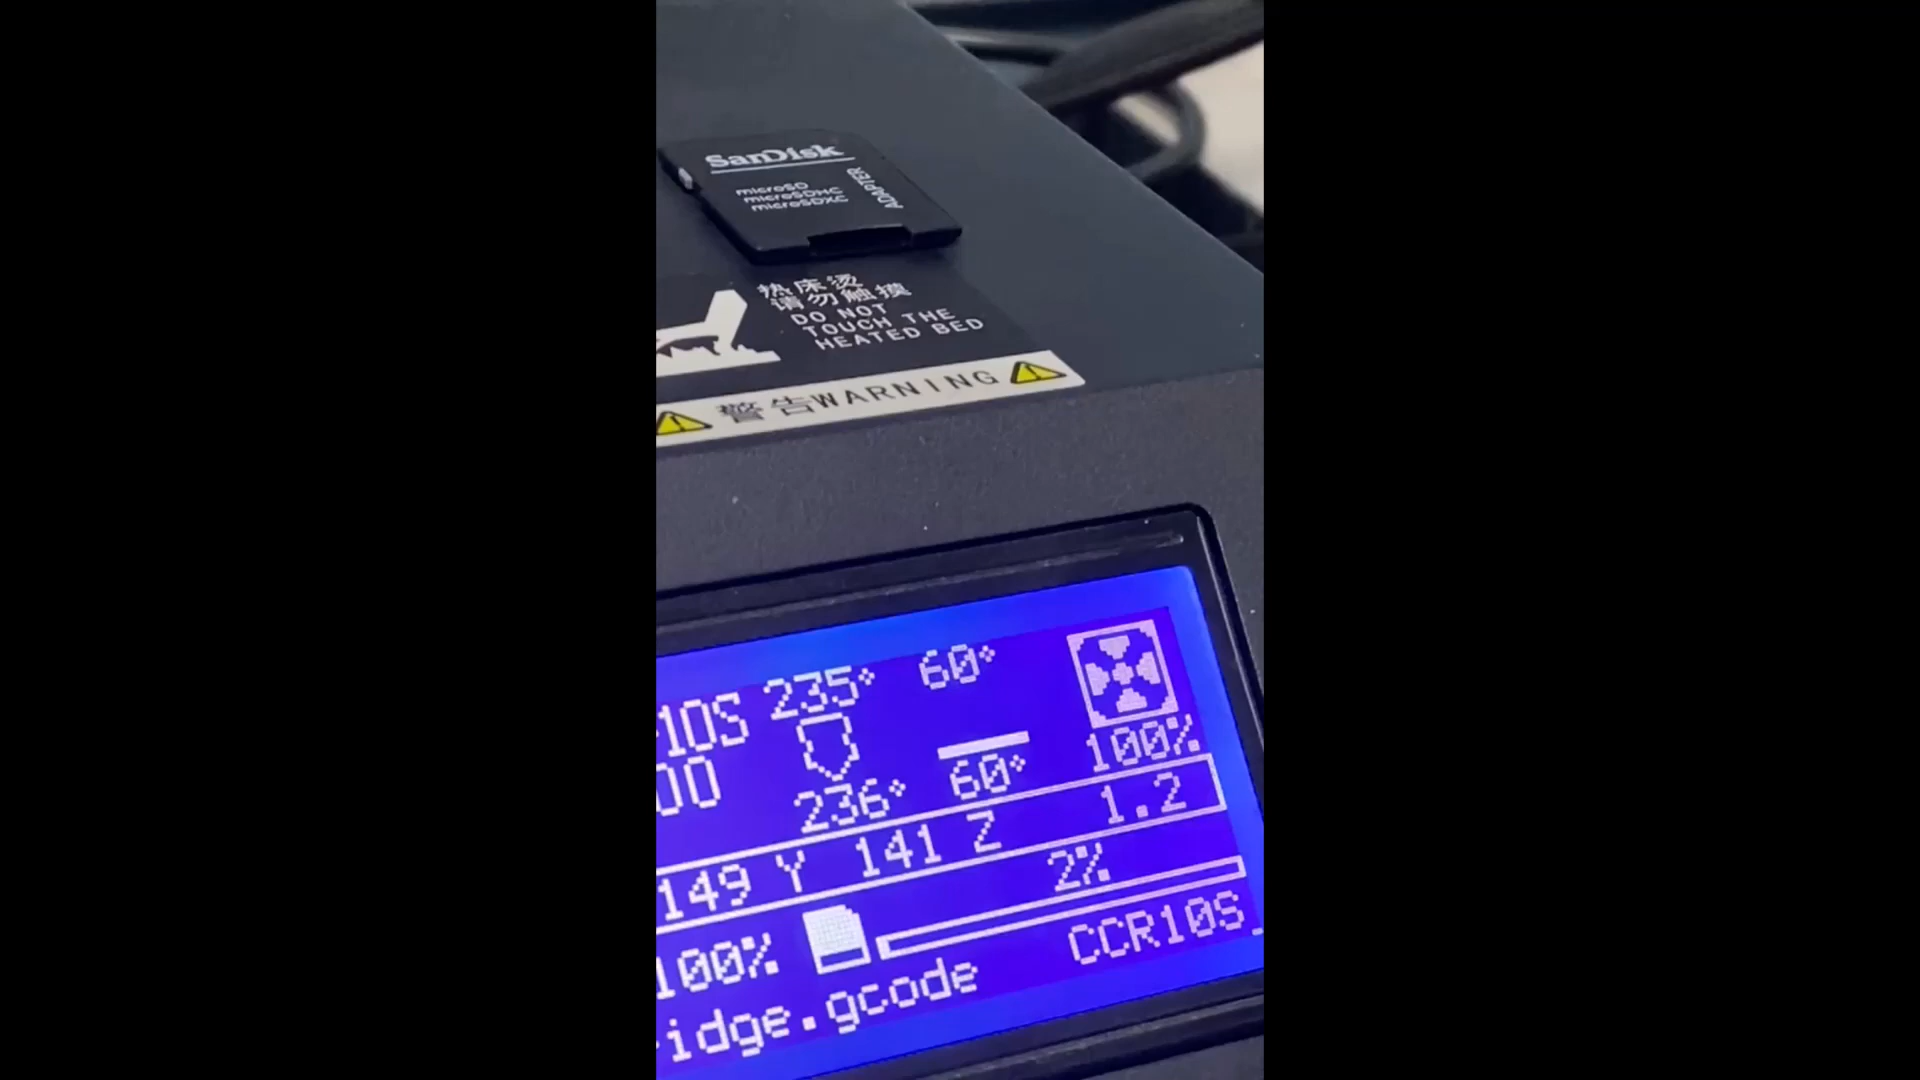 SanDisk
microSD
microSDHC
microSDXC
ADAPTER
热床烫
请勿触摸
DO NOT
TOUCH THE
HEATED BED
警告WARNING
10S 235° 60°
00
236° 60° 100%
149 Y 141 Z 1.2
2%
100%
idge.gcode CCR10S_